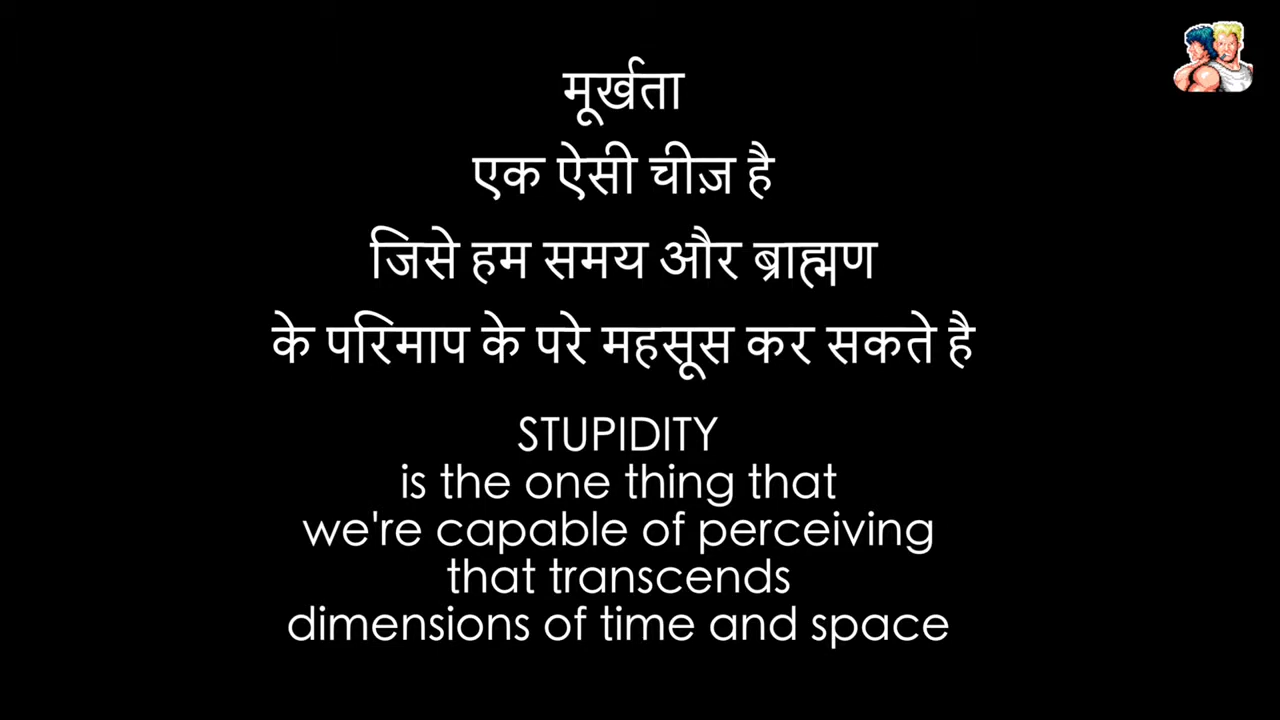 मूर्खता
एक ऐसी चीज़ है
जिसे हम समय और ब्राह्मण
के परिमाप के परे महसूस कर सकते है
STUPIDITY
is the one thing that
we're capable of perceiving
that transcends
dimensions of time and space